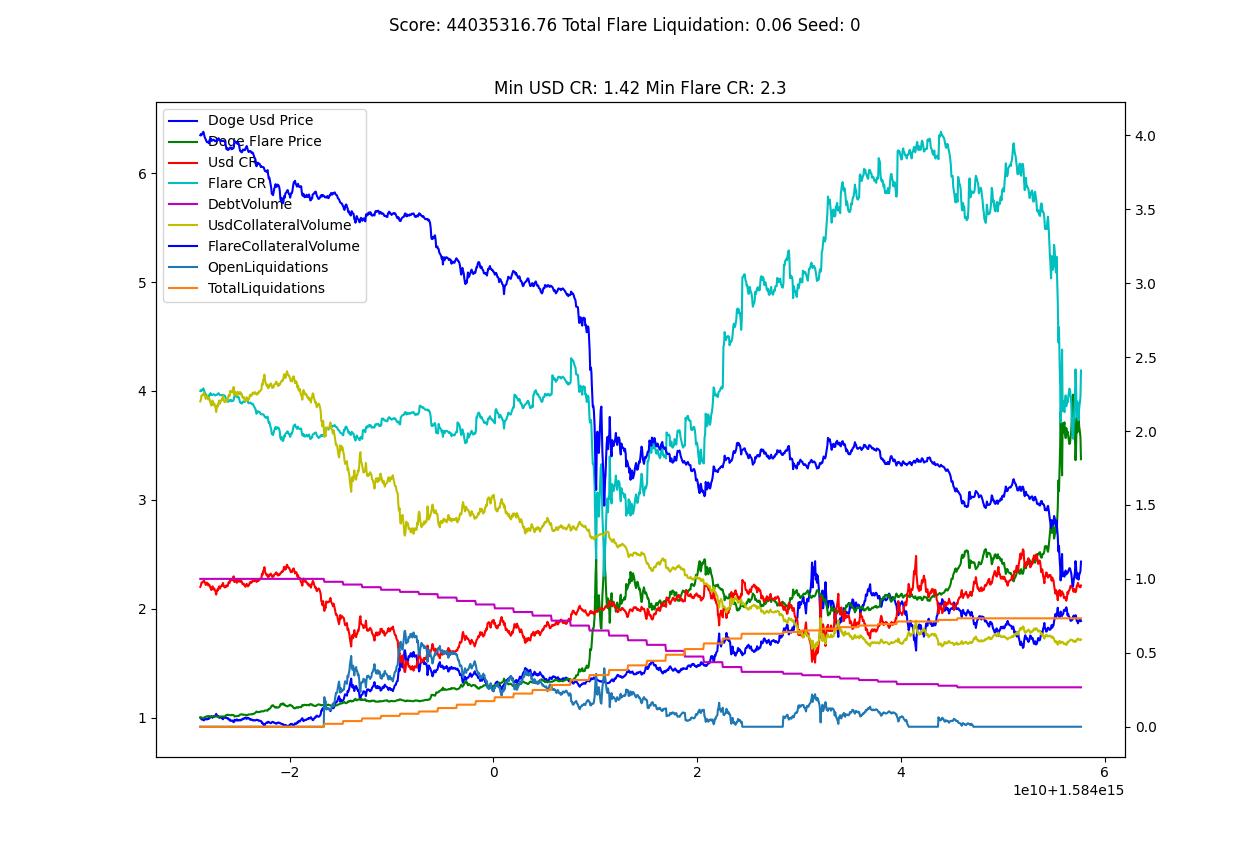 Score: 44035316.76 Total Flare Liquidation: 0.06 Seed: 0
Min USD CR: 1.42 Min Flare CR: 2.3
Doge Usd Price
Doge Flare Price
Usd CR
Flare CR
DebtVolume
UsdCollateralVolume
FlareCollateralVolume
OpenLiquidations
TotalLiquidations
6
5
4
3
2
1
4.0
3.5
3.0
2.5
2.0
1.5
1.0
0.5
0.0
−2
0
2
4
6
1e10+1.584e15